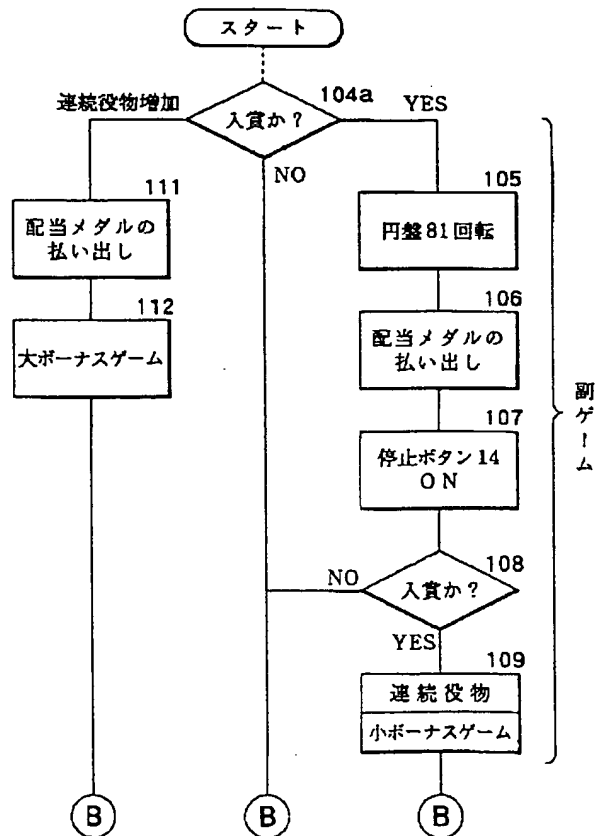 スタート
連続役物増加
104a
YES
入賞か?
NO
111
配当メダルの
払い出し
112
大ボーナスゲーム
105
円盤81回転
106
配当メダルの
払い出し
107
停止ボタン14
ON
108
NO
入賞か?
YES
109
連続役物
小ボーナスゲーム
副ゲーム
B
B
B